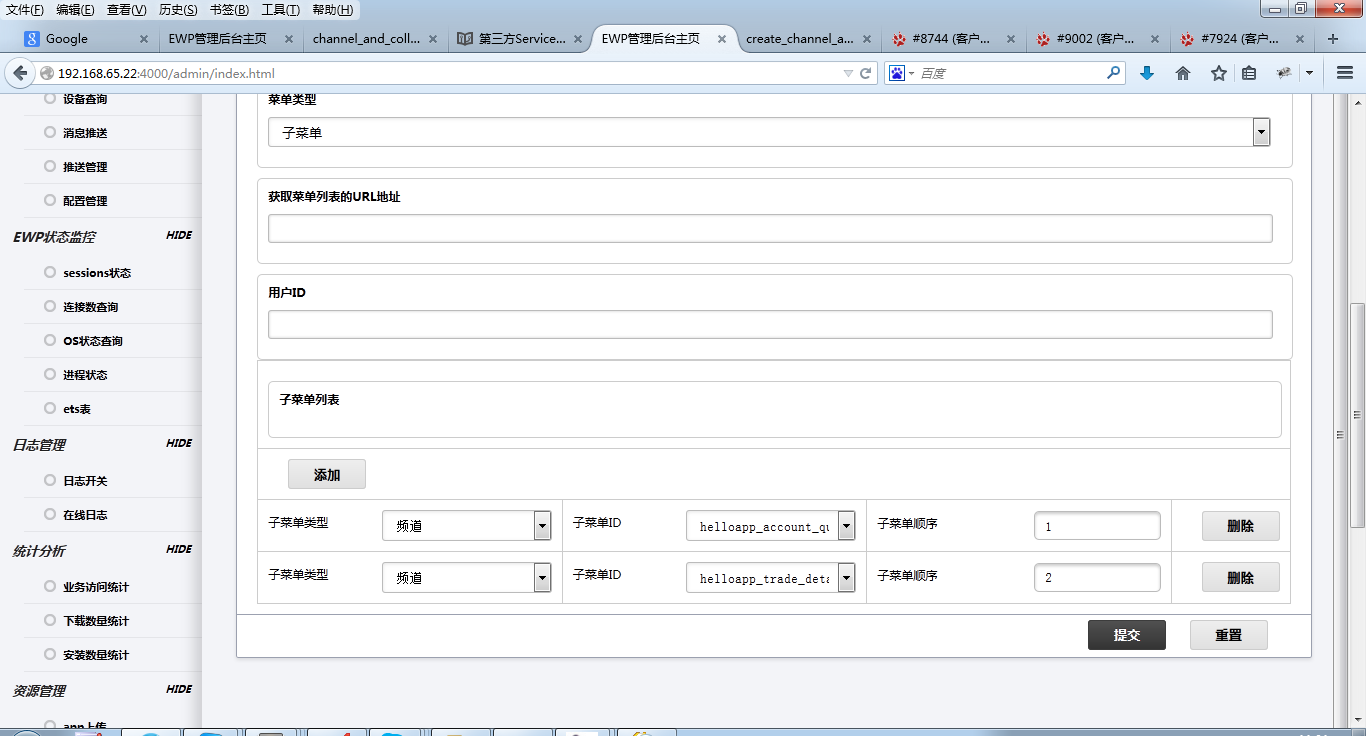 文件(F) 编辑(E) 查看(V) 历史(S) 书签(B) 工具(T) 帮助(H)
Google
EWP管理后台主页
channel_and_coll...
第三方Service...
EWP管理后台主页
create_channel_a...
#8744 (客户...
#9002 (客户...
#7924 (客户...
192.168.65.22:4000/admin/index.html
百度
设备查询
消息推送
推送管理
配置管理
EWP状态监控 HIDE
sessions状态
连接数查询
OS状态查询
进程状态
ets表
日志管理 HIDE
日志开关
在线日志
统计分析 HIDE
业务访问统计
下载数量统计
安装数量统计
资源管理 HIDE
app上传
菜单类型
子菜单
获取菜单列表的URL地址
用户ID
子菜单列表
添加
子菜单类型 频道 子菜单ID helloapp_account_qu 子菜单顺序 1 删除
子菜单类型 频道 子菜单ID helloapp_trade_deta 子菜单顺序 2 删除
提交 重置